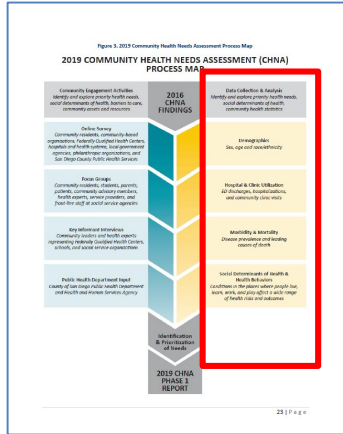 Figure 3. 2019 Community Health Needs Assessment Process Map
2019 COMMUNITY HEALTH NEEDS ASSESSMENT (CHNA)
PROCESS MAP
Community Engagement Activities
Identify and explore priority health needs,
social determinants of health, barriers to care,
community assets and resources
Online Survey
Community residents, community-based
organizations, Federally Qualified Health Centers,
hospitals and health systems, local government
agencies, philanthropic organizations, and
San Diego County Public Health Services
Focus Groups
Community residents, students, parents,
patients, community advisory members,
health experts, service providers, and
front-line staff at social service agencies
Key Informant Interviews
Community leaders and health experts
representing Federally Qualified Health Centers,
schools, and social service organizations
Public Health Department Input
County of San Diego Public Health Department
and Health and Human Services Agency
2016
CHNA
FINDINGS
Identification
& Prioritization
of Needs
2019 CHNA
PHASE 1
REPORT
Data Collection & Analysis
Identify and explore priority health needs,
social determinants of health,
community health statistics
Demographics
Sex, age and race/ethnicity
Hospital & Clinic Utilization
ED discharges, hospitalizations,
and community clinic visits
Morbidity & Mortality
Disease prevalence and leading
causes of death
Social Determinants of Health &
Health Behaviors
Conditions in the places where people live,
learn, work, and play affect a wide range
of health risks and outcomes
23 | Page